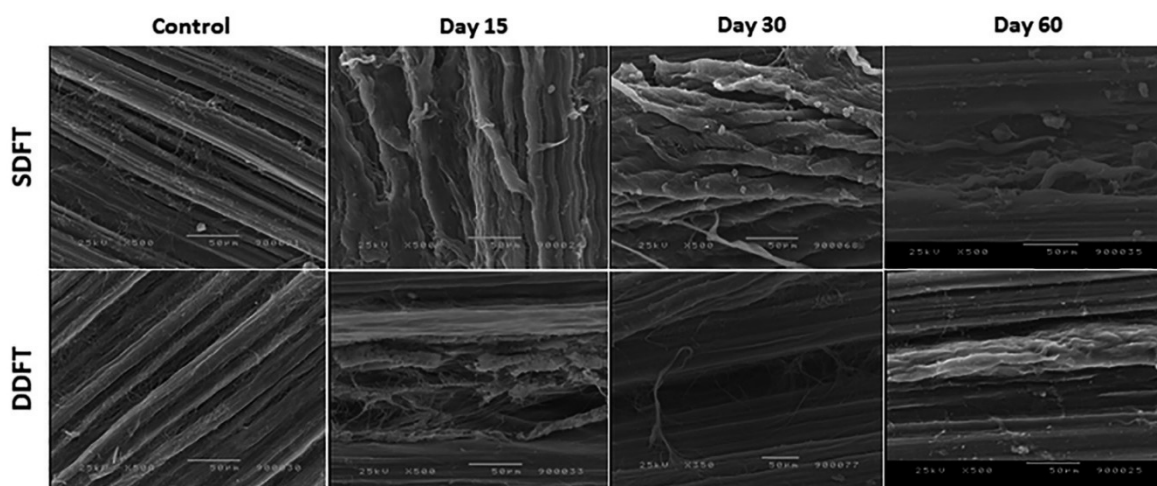 Control Day 15 Day 30 Day 60
SDFT
25kV X500 50µm 900021
25kV X500 50µm 900024
25kV X500 50µm 900068
25kV X500 50µm 900035
DDFT
25kV X500 50µm 900030
25kV X500 50µm 900033
25kV X350 50µm 900077
25kV X500 50µm 900025